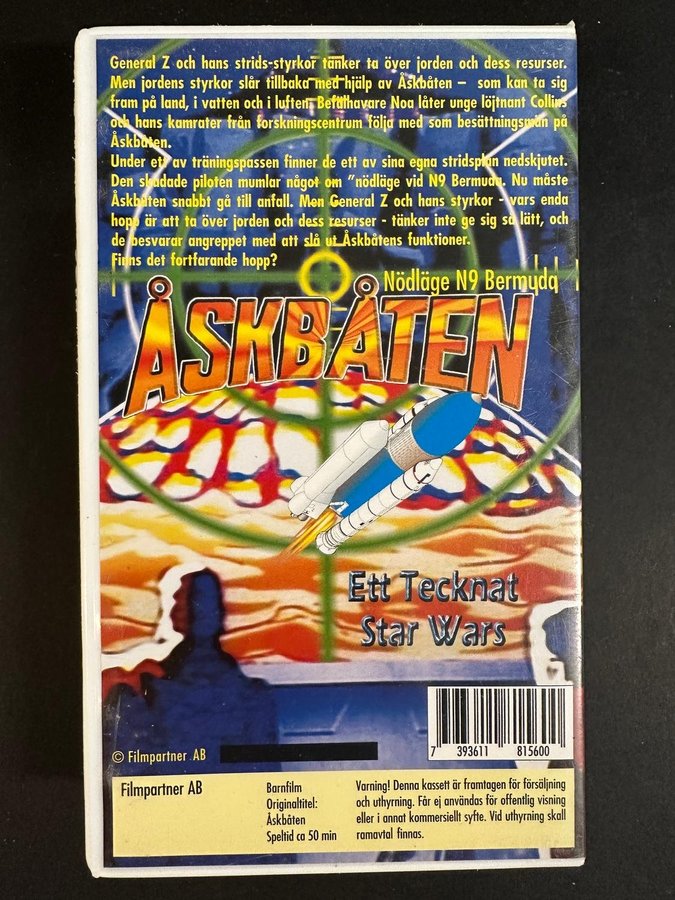 General Z och hans strids-styrkor tänker ta över jorden och dess resurser.
Men jordens styrkor slår tillbaka med hjälp av Åskbåten – som kan ta sig
fram på land, i vatten och i luften. Befälhavare Noa låter unge löjtnant Collins
och hans kamrater från forskningscentrum följa med som besättningsmän på
Åskbåten.
Under ett av träningspassen finner de ett av sina egna stridsplan nedskjutet.
Den skadade piloten mumlar något om "nödläge vid N9 Bermuda. Nu måste
Åskbåten snabbt gå till anfall. Men General Z och hans styrkor - vars enda
hopp är att ta över jorden och dess resurser - tänker inte ge sig så lätt, och
de besvarar angreppet med att slå ut Åskbåtens funktioner.
Finns det fortfarande hopp?
Nödläge N9 Bermuda
ÅSKBÅTEN
Ett Tecknat
Star Wars
7 393611 815600
© Filmpartner AB
Filmpartner AB
Barnfilm
Originaltitel:
Åskbåten
Speltid ca 50 min
Varning! Denna kassett är framtagen för försäljning
och uthyrning. Får ej användas för offentlig visning
eller i annat kommersiellt syfte. Vid uthyrning skall
ramavtal finnas.